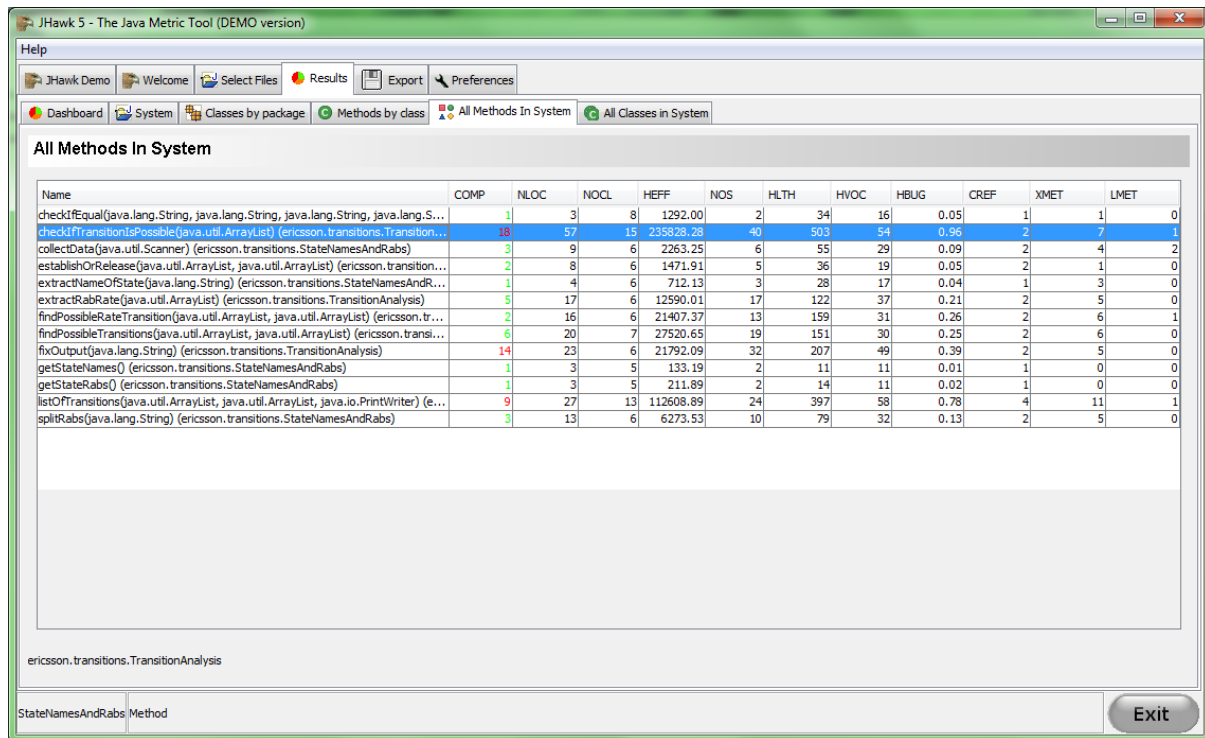 JHawk 5 - The Java Metric Tool (DEMO version)
Help
JHawk Demo Welcome Select Files Results Export Preferences
Dashboard System Classes by package Methods by class All Methods In System All Classes in System
All Methods In System
Name COMP NLOC NOCL HEFF NOS HLTH HVOC HBUG CREF XMET LMET
checkIfEqual(java.lang.String, java.lang.String, java.lang.String, java.lang.S... 1 3 8 1292.00 2 34 16 0.05 1 1 0
checkIfTransitionIsPossible(java.util.ArrayList) (ericsson.transitions.Transition... 18 57 15 235828.28 40 503 54 0.96 2 7 1
collectData(java.util.Scanner) (ericsson.transitions.StateNamesAndRabs) 3 9 6 2263.25 6 55 29 0.09 2 4 2
establishOrRelease(java.util.ArrayList, java.util.ArrayList) (ericsson.transition... 2 8 6 1471.91 5 36 19 0.05 2 1 0
extractNameOfState(java.lang.String) (ericsson.transitions.StateNamesAndR... 1 4 6 712.13 3 28 17 0.04 1 3 0
extractRabRate(java.util.ArrayList) (ericsson.transitions.TransitionAnalysis) 5 17 6 12590.01 17 122 37 0.21 2 5 0
findPossibleRateTransition(java.util.ArrayList, java.util.ArrayList) (ericsson.tr... 2 16 6 21407.37 13 159 31 0.26 2 6 1
findPossibleTransitions(java.util.ArrayList, java.util.ArrayList) (ericsson.transi... 6 20 7 27520.65 19 151 30 0.25 2 6 0
fixOutput(java.lang.String) (ericsson.transitions.TransitionAnalysis) 14 23 6 21792.09 32 207 49 0.39 2 5 0
getStateNames() (ericsson.transitions.StateNamesAndRabs) 1 3 5 133.19 2 11 11 0.01 1 0 0
getStateRabs() (ericsson.transitions.StateNamesAndRabs) 1 3 5 211.89 2 14 11 0.02 1 0 0
listOfTransitions(java.util.ArrayList, java.util.ArrayList, java.io.PrintWriter) (e... 9 27 13 112608.89 24 397 58 0.78 4 11 1
splitRabs(java.lang.String) (ericsson.transitions.StateNamesAndRabs) 3 13 6 6273.53 10 79 32 0.13 2 5 0
ericsson.transitions.TransitionAnalysis
StateNamesAndRabs Method
Exit